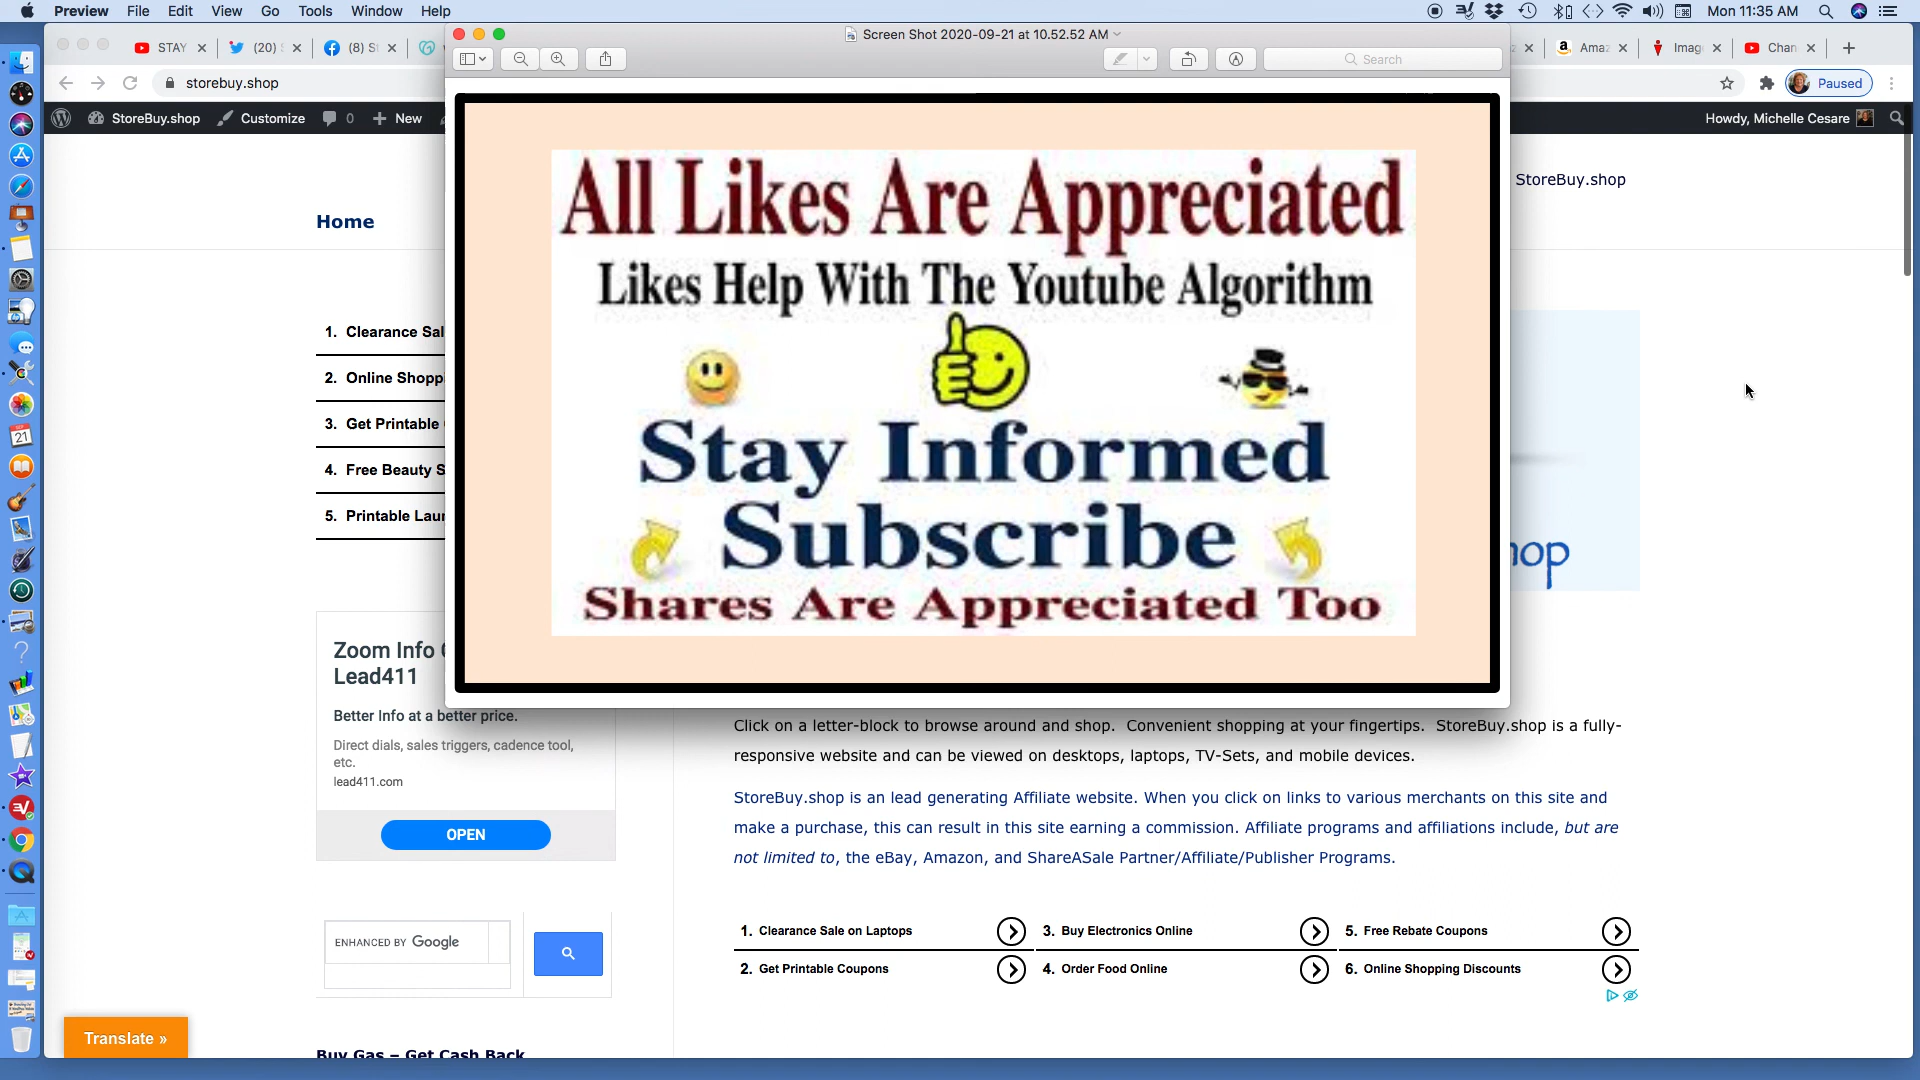 Preview File Edit View Go Tools Window Help
Mon 11:35 AM
Screen Shot 2020-09-21 at 10.52.52 AM
Search
STAY
(20)
(8) S
Amaz
Imag
Chan
storebuy.shop
Paused
StoreBuy.shop Customize 0 New
Howdy, Michelle Cesare
StoreBuy.shop
Home
All Likes Are Appreciated
Likes Help With The Youtube Algorithm
Stay Informed
Subscribe
Shares Are Appreciated Too
1. Clearance Sal
2. Online Shopp
3. Get Printable
4. Free Beauty S
5. Printable Lau
SEP
21
hop
Zoom Info
Lead411
Better Info at a better price.
Direct dials, sales triggers, cadence tool,
etc.
lead411.com
OPEN
Click on a letter-block to browse around and shop. Convenient shopping at your fingertips. StoreBuy.shop is a fully-
responsive website and can be viewed on desktops, laptops, TV-Sets, and mobile devices.
StoreBuy.shop is an lead generating Affiliate website. When you click on links to various merchants on this site and
make a purchase, this can result in this site earning a commission. Affiliate programs and affiliations include, but are
not limited to, the eBay, Amazon, and ShareASale Partner/Affiliate/Publisher Programs.
1. Clearance Sale on Laptops
3. Buy Electronics Online
5. Free Rebate Coupons
2. Get Printable Coupons
4. Order Food Online
6. Online Shopping Discounts
ENHANCED BY Google
Translate »
Buy Gas – Get Cash Back